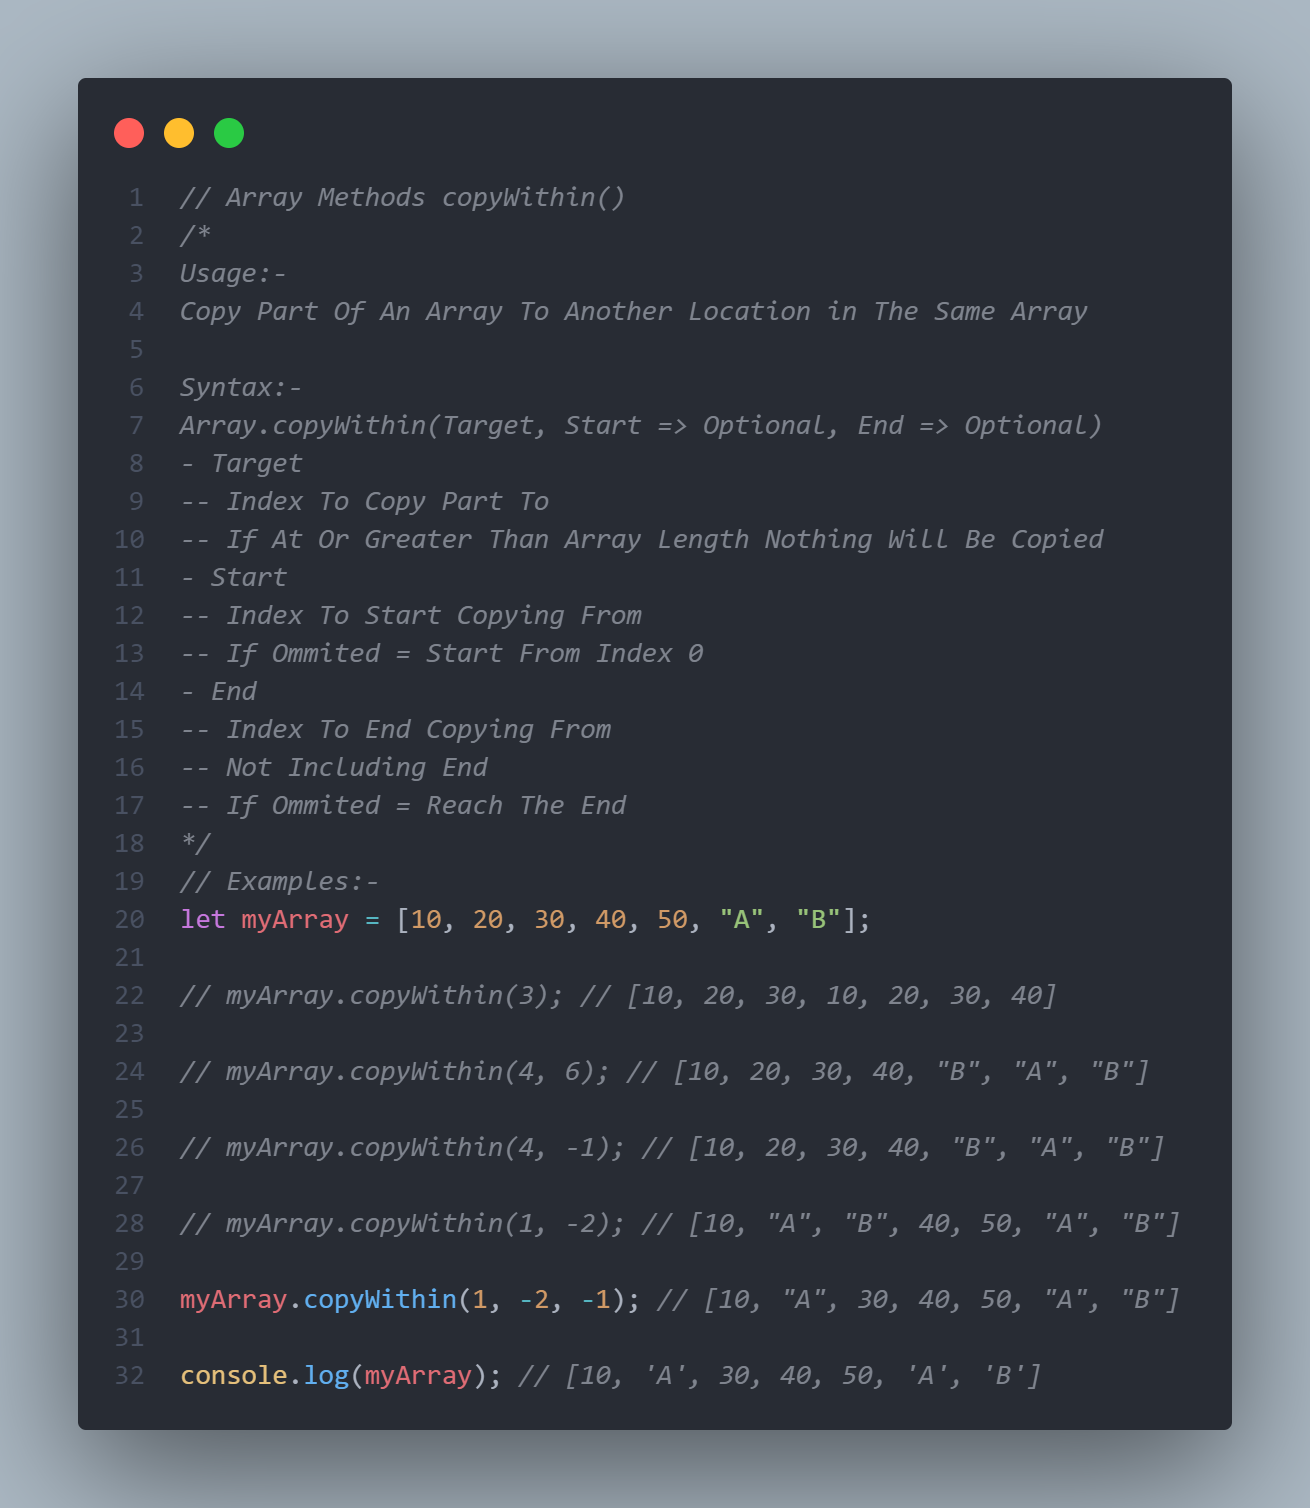 1 // Array Methods copyWithin()
2 /*
3 Usage:-
4 Copy Part Of An Array To Another Location in The Same Array
5
6 Syntax:-
7 Array.copyWithin(Target, Start => Optional, End => Optional)
8 - Target
9 -- Index To Copy Part To
10 -- If At Or Greater Than Array Length Nothing Will Be Copied
11 - Start
12 -- Index To Start Copying From
13 -- If Ommited = Start From Index 0
14 - End
15 -- Index To End Copying From
16 -- Not Including End
17 -- If Ommited = Reach The End
18 */
19 // Examples:-
20 let myArray = [10, 20, 30, 40, 50, "A", "B"];
21
22 // myArray.copyWithin(3); // [10, 20, 30, 10, 20, 30, 40]
23
24 // myArray.copyWithin(4, 6); // [10, 20, 30, 40, "B", "A", "B"]
25
26 // myArray.copyWithin(4, -1); // [10, 20, 30, 40, "B", "A", "B"]
27
28 // myArray.copyWithin(1, -2); // [10, "A", "B", 40, 50, "A", "B"]
29
30 myArray.copyWithin(1, -2, -1); // [10, "A", 30, 40, 50, "A", "B"]
31
32 console.log(myArray); // [10, 'A', 30, 40, 50, 'A', 'B']